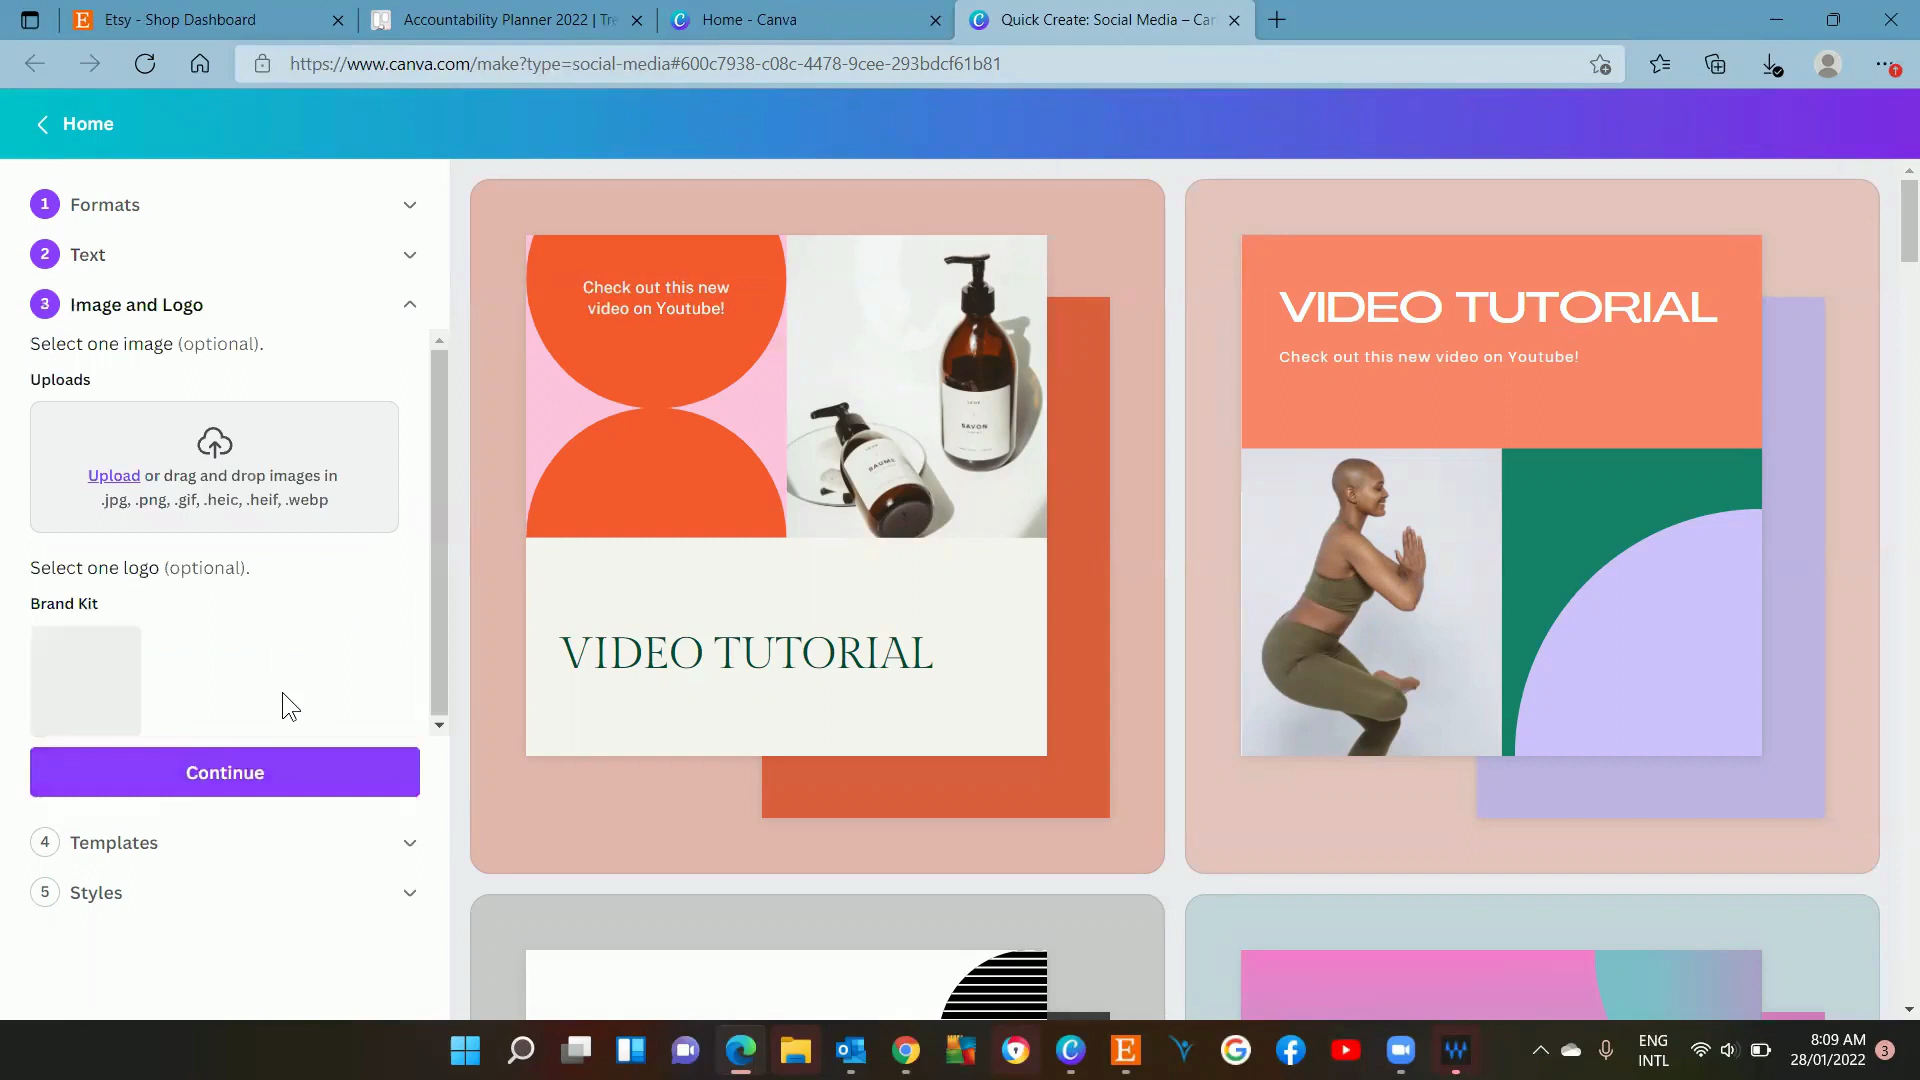 Etsy - Shop Dashboard
Accountability Planner 2022 | Tre
Home - Canva
Quick Create: Social Media – Can
https://www.canva.com/make?type=social-media#600c7938-c08c-4478-9cee-293bdcf61b81
Home
1 Formats
2 Text
3 Image and Logo
Select one image (optional).
Uploads
Upload or drag and drop images in
.jpg, .png, .gif, .heic, .heif, .webp
Select one logo (optional).
Brand Kit
Continue
4 Templates
5 Styles
Check out this new
video on Youtube!
SAVON
BAUME
VIDEO TUTORIAL
VIDEO TUTORIAL
Check out this new video on Youtube!
ENG
INTL
8:09 AM
28/01/2022
3